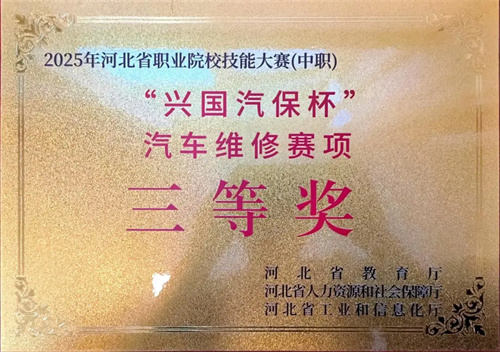 2025年河北省职业院校技能大赛(中职)
“兴国汽保杯”
汽车维修赛项
三等奖
河北省教育厅
河北省人力资源和社会保障厅
河北省工业和信息化厅